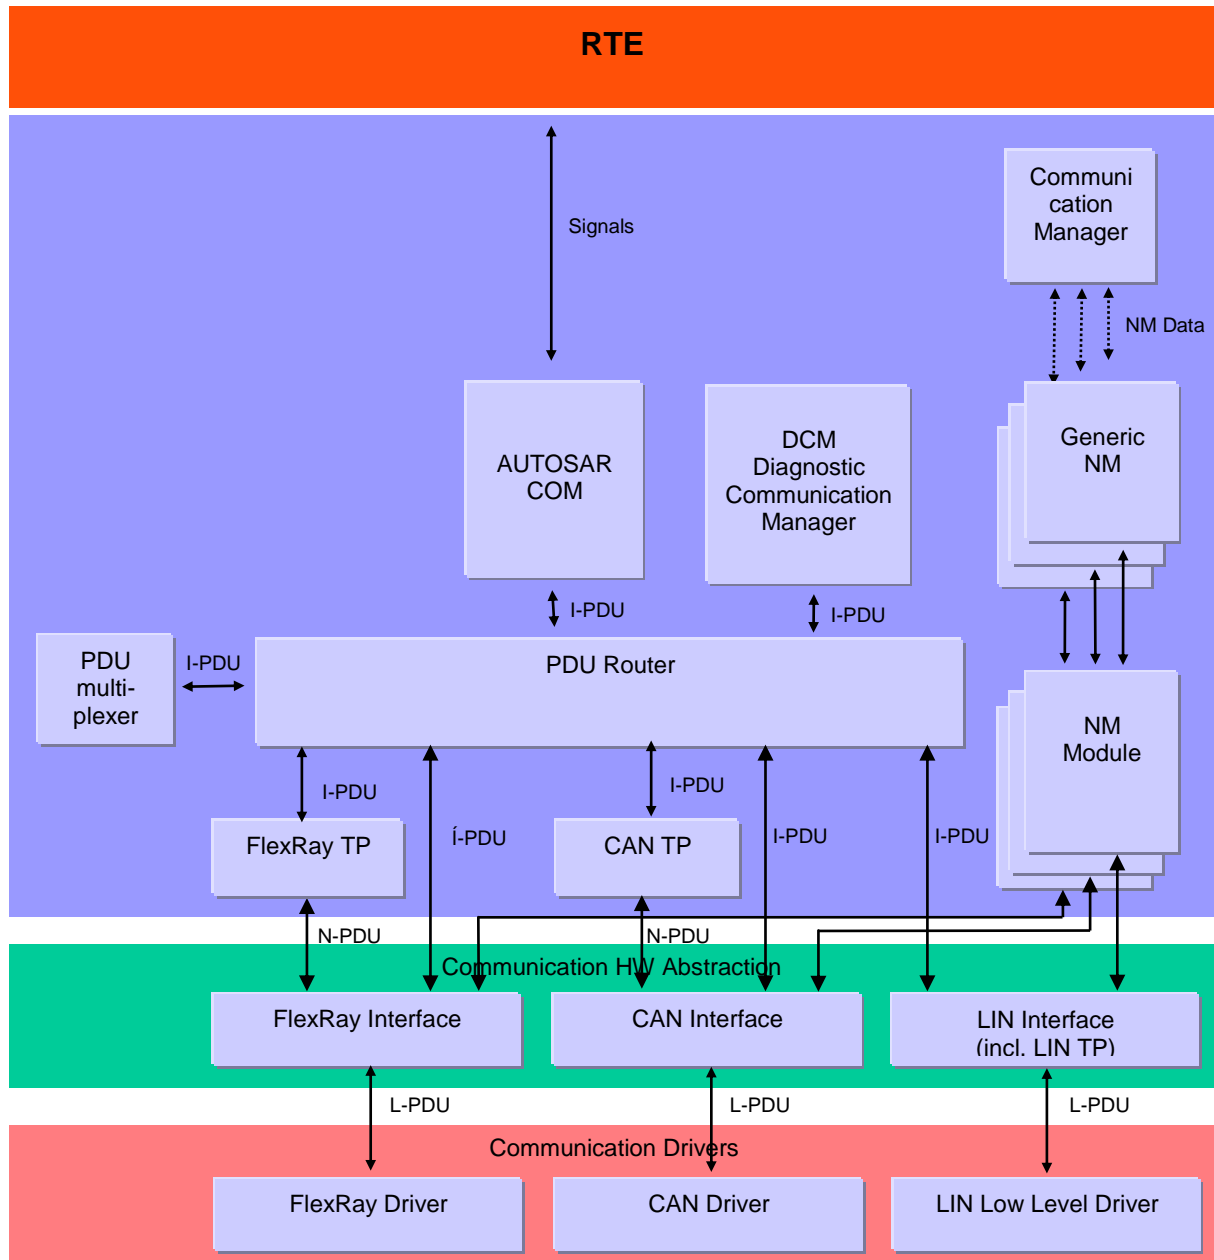 RTE
Signals
Communi
cation
Manager
NM Data
AUTOSAR
COM
DCM
Diagnostic
Communication
Manager
Generic
NM
I-PDU
I-PDU
PDU
multi-
plexer
I-PDU
PDU Router
NM
Module
I-PDU
Í-PDU
I-PDU
I-PDU
I-PDU
FlexRay TP
CAN TP
N-PDU
N-PDU
Communication HW Abstraction
FlexRay Interface
CAN Interface
LIN Interface
(incl. LIN TP)
L-PDU
L-PDU
L-PDU
Communication Drivers
FlexRay Driver
CAN Driver
LIN Low Level Driver